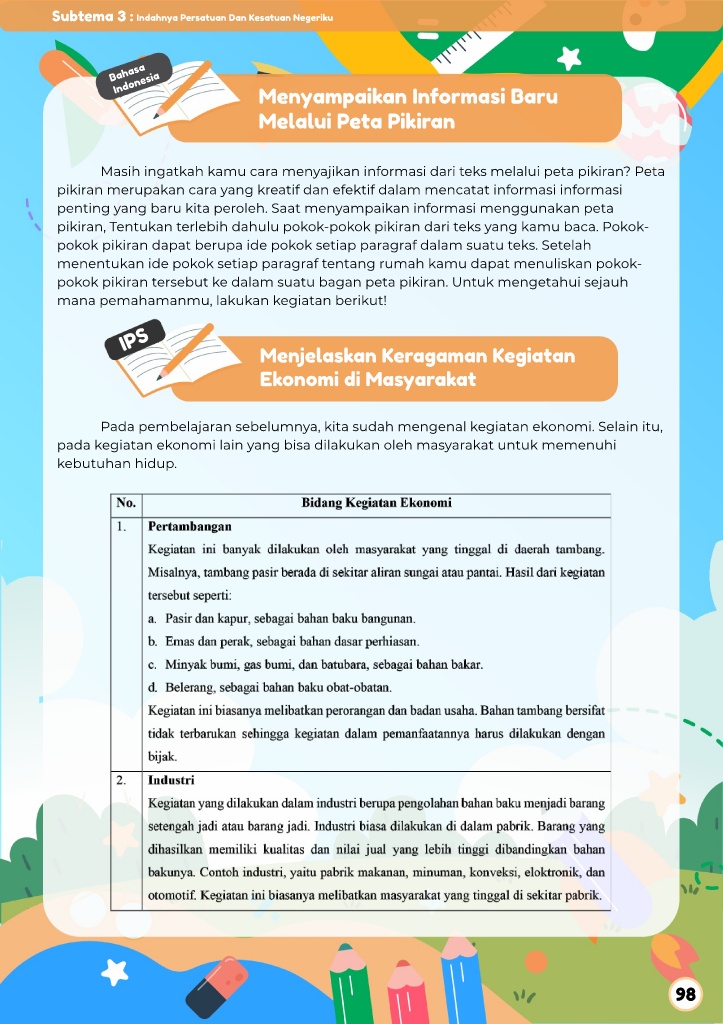 Subtema 3 : Indahnya Persatuan Dan Kesatuan Negeriku
Bahasa
Indonesia
Menyampaikan Informasi Baru
Melalui Peta Pikiran
Masih ingatkah kamu cara menyajikan informasi dari teks melalui peta pikiran? Peta
pikiran merupakan cara yang kreatif dan efektif dalam mencatat informasi informasi
penting yang baru kita peroleh. Saat menyampaikan informasi menggunakan peta
pikiran, Tentukan terlebih dahulu pokok-pokok pikiran dari teks yang kamu baca. Pokok-
pokok pikiran dapat berupa ide pokok setiap paragraf dalam suatu teks. Setelah
menentukan ide pokok setiap paragraf tentang rumah kamu dapat menuliskan pokok-
pokok pikiran tersebut ke dalam suatu bagan peta pikiran. Untuk mengetahui sejauh
mana pemahamanmu, lakukan kegiatan berikut!
IPS
Menjelaskan Keragaman Kegiatan
Ekonomi di Masyarakat
Pada pembelajaran sebelumnya, kita sudah mengenal kegiatan ekonomi. Selain itu,
pada kegiatan ekonomi lain yang bisa dilakukan oleh masyarakat untuk memenuhi
kebutuhan hidup.
No. Bidang Kegiatan Ekonomi
1. Pertambangan
Kegiatan ini banyak dilakukan oleh masyarakat yang tinggal di daerah tambang.
Misalnya, tambang pasir berada di sekitar aliran sungai atau pantai. Hasil dari kegiatan
tersebut seperti:
a. Pasir dan kapur, sebagai bahan baku bangunan.
b. Emas dan perak, sebagai bahan dasar perhiasan.
c. Minyak bumi, gas bumi, dan batubara, sebagai bahan bakar.
d. Belerang, sebagai bahan baku obat-obatan.
Kegiatan ini biasanya melibatkan perorangan dan badan usaha. Bahan tambang bersifat
tidak terbarukan sehingga kegiatan dalam pemanfaatannya harus dilakukan dengan
bijak.
2. Industri
Kegiatan yang dilakukan dalam industri berupa pengolahan bahan baku menjadi barang
setengah jadi atau barang jadi. Industri biasa dilakukan di dalam pabrik. Barang yang
dihasilkan memiliki kualitas dan nilai jual yang lebih tinggi dibandingkan bahan
bakunya. Contoh industri, yaitu pabrik makanan, minuman, konveksi, eloktronik, dan
otomotif. Kegiatan ini biasanya melibatkan masyarakat yang tinggal di sekitar pabrik.
98